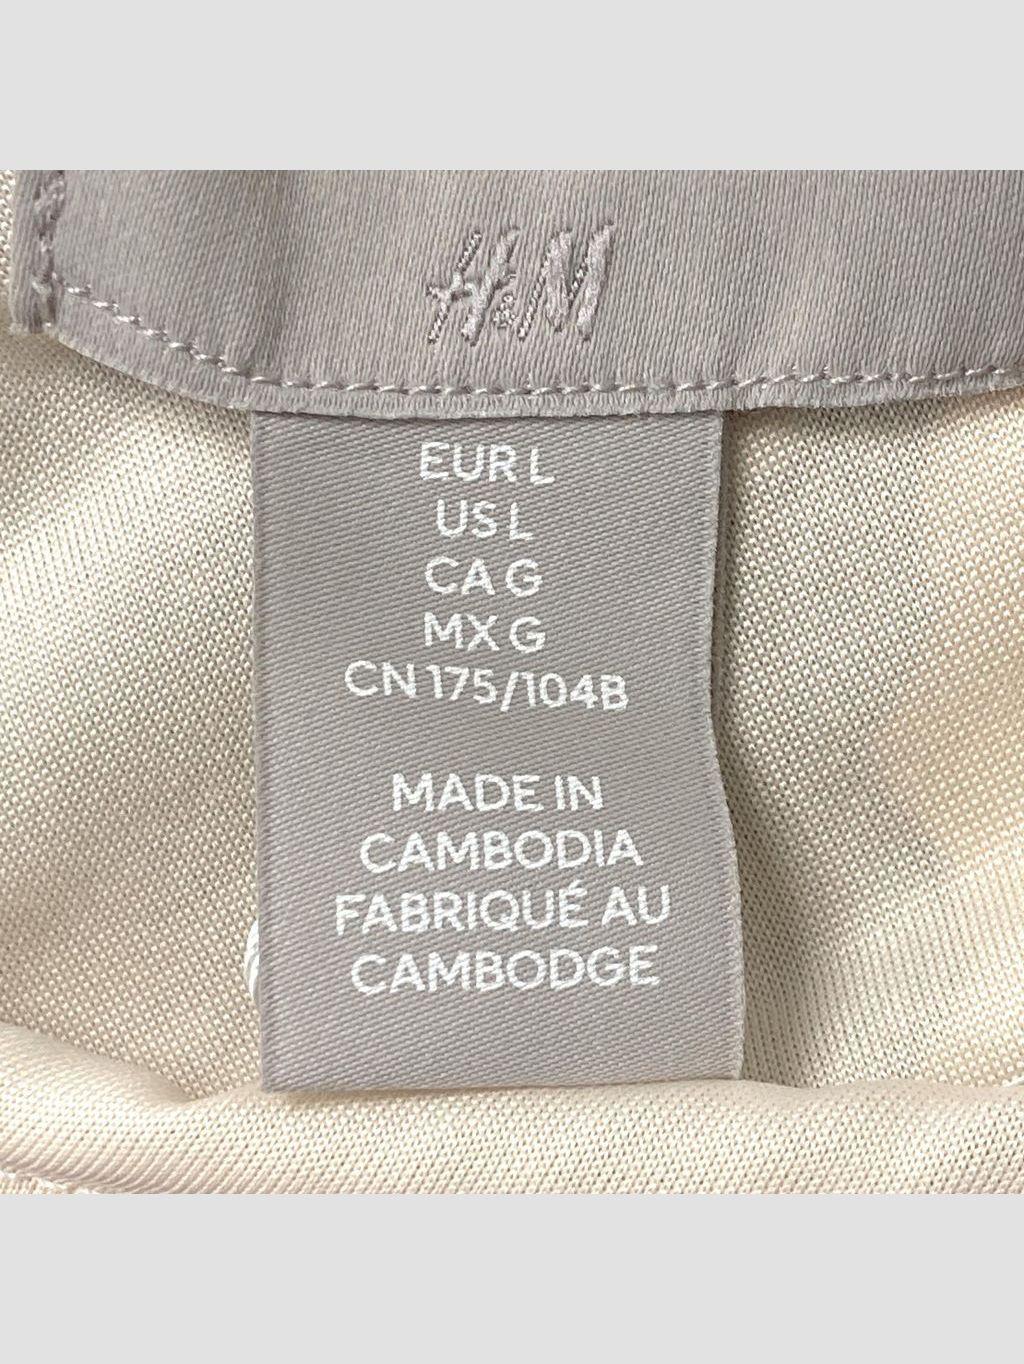 H&M
EUR L
US L
CA G
MX G
CN 175/104B
MADE IN
CAMBODIA
FABRIQUÉ AU
CAMBODGE